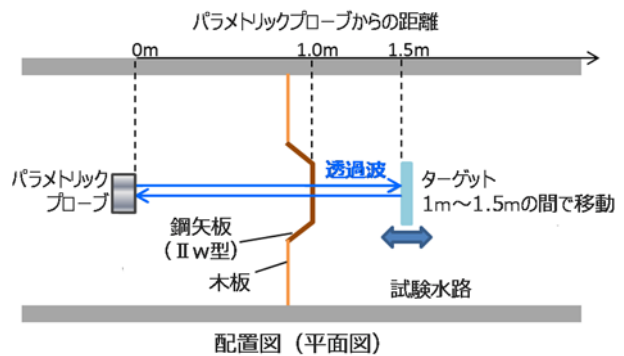 パラメトリックプローブからの距離
0m
1.0m
1.5m
透過波
パラメトリック
プローブ
ターゲット
1m～1.5mの間で移動
鋼矢板
(Ⅱw型)
木板
試験水路
配置図（平面図）